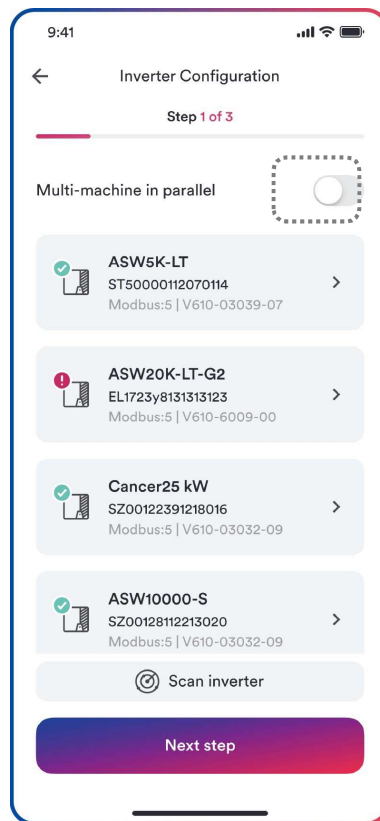 9:41
Inverter Configuration
Step 1 of 3
Multi-machine in parallel
ASW5K-LT
ST50000112070114
Modbus:5 | V610-03039-07
ASW20K-LT-G2
EL1723y8131313123
Modbus:5 | V610-6009-00
Cancer25 kW
SZ00122391218016
Modbus:5 | V610-03032-09
ASW10000-S
SZ00128112213020
Modbus:5 | V610-03032-09
Scan inverter
Next step